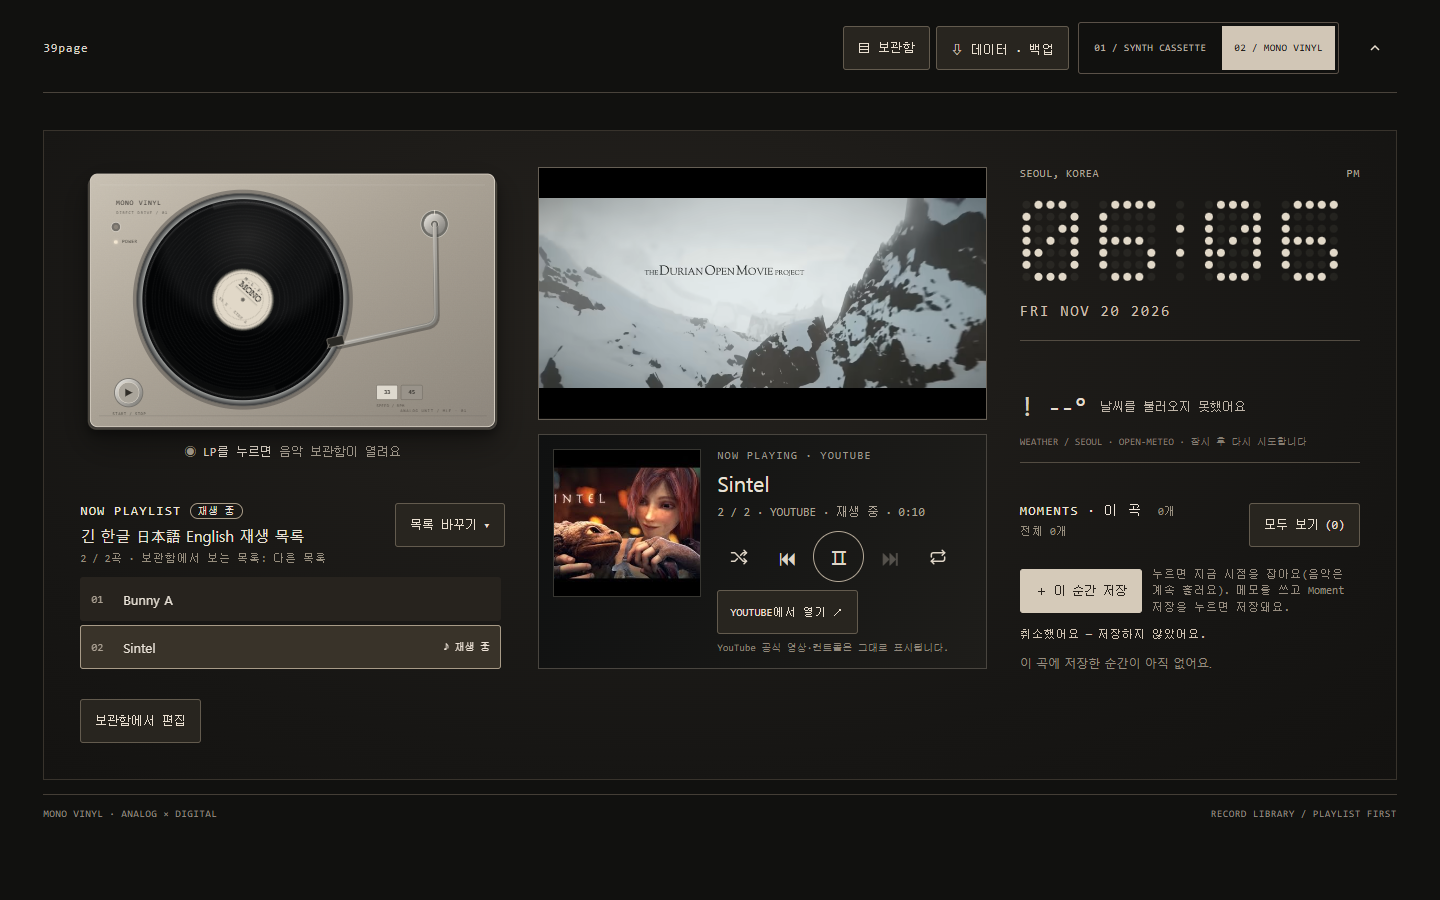 39page
보관함
데이터 · 백업
01 / SYNTH CASSETTE
02 / MONO VINYL
MONO VINYL
POWER
MONO
33 45
START / STOP
◉ LP를 누르면 음악 보관함이 열려요
NOW PLAYLIST 재생 중
긴 한글 日本語 English 재생 목록
2 / 2곡 · 보관함에서 보는 목록: 다른 목록
목록 바꾸기 ▾
01 Bunny A
02 Sintel ♪ 재생 중
보관함에서 편집
THE DURIAN OPEN MOVIE PROJECT
INTEL
NOW PLAYING · YOUTUBE
Sintel
2 / 2 · YOUTUBE · 재생 중 · 0:10
YOUTUBE에서 열기 ↗
YouTube 공식 영상·컨트롤은 그대로 표시됩니다.
SEOUL, KOREA PM
06:06
FRI NOV 20 2026
! --° 날씨를 불러오지 못했어요
WEATHER / SEOUL · OPEN-METEO · 잠시 후 다시 시도합니다
MOMENTS · 이 곡 0개
전체 0개
모두 보기 (0)
+ 이 순간 저장
누르면 지금 시점을 잡아요(음악은
계속 흘러요). 메모를 쓰고 Moment
저장을 누르면 저장돼요.
취소했어요 — 저장하지 않았어요.
이 곡에 저장한 순간이 아직 없어요.
MONO VINYL · ANALOG × DIGITAL
RECORD LIBRARY / PLAYLIST FIRST